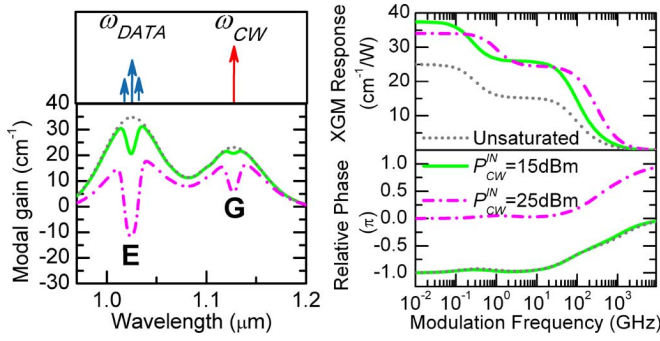 ω_DATA ω_CW
40
30
20
10
0
-10
-20
-30
Modal gain (cm⁻¹)
E
G
1.0 1.1 1.2
Wavelength (μm)
40
30
20
10
XGM Response
(cm⁻¹/W)
Unsaturated
1.0
0.5
0.0
-0.5
-1.0
Relative Phase
(π)
P_CW^IN=15dBm
P_CW^IN=25dBm
10⁻² 10⁻¹ 10⁰ 10¹ 10² 10³
Modulation Frequency (GHz)